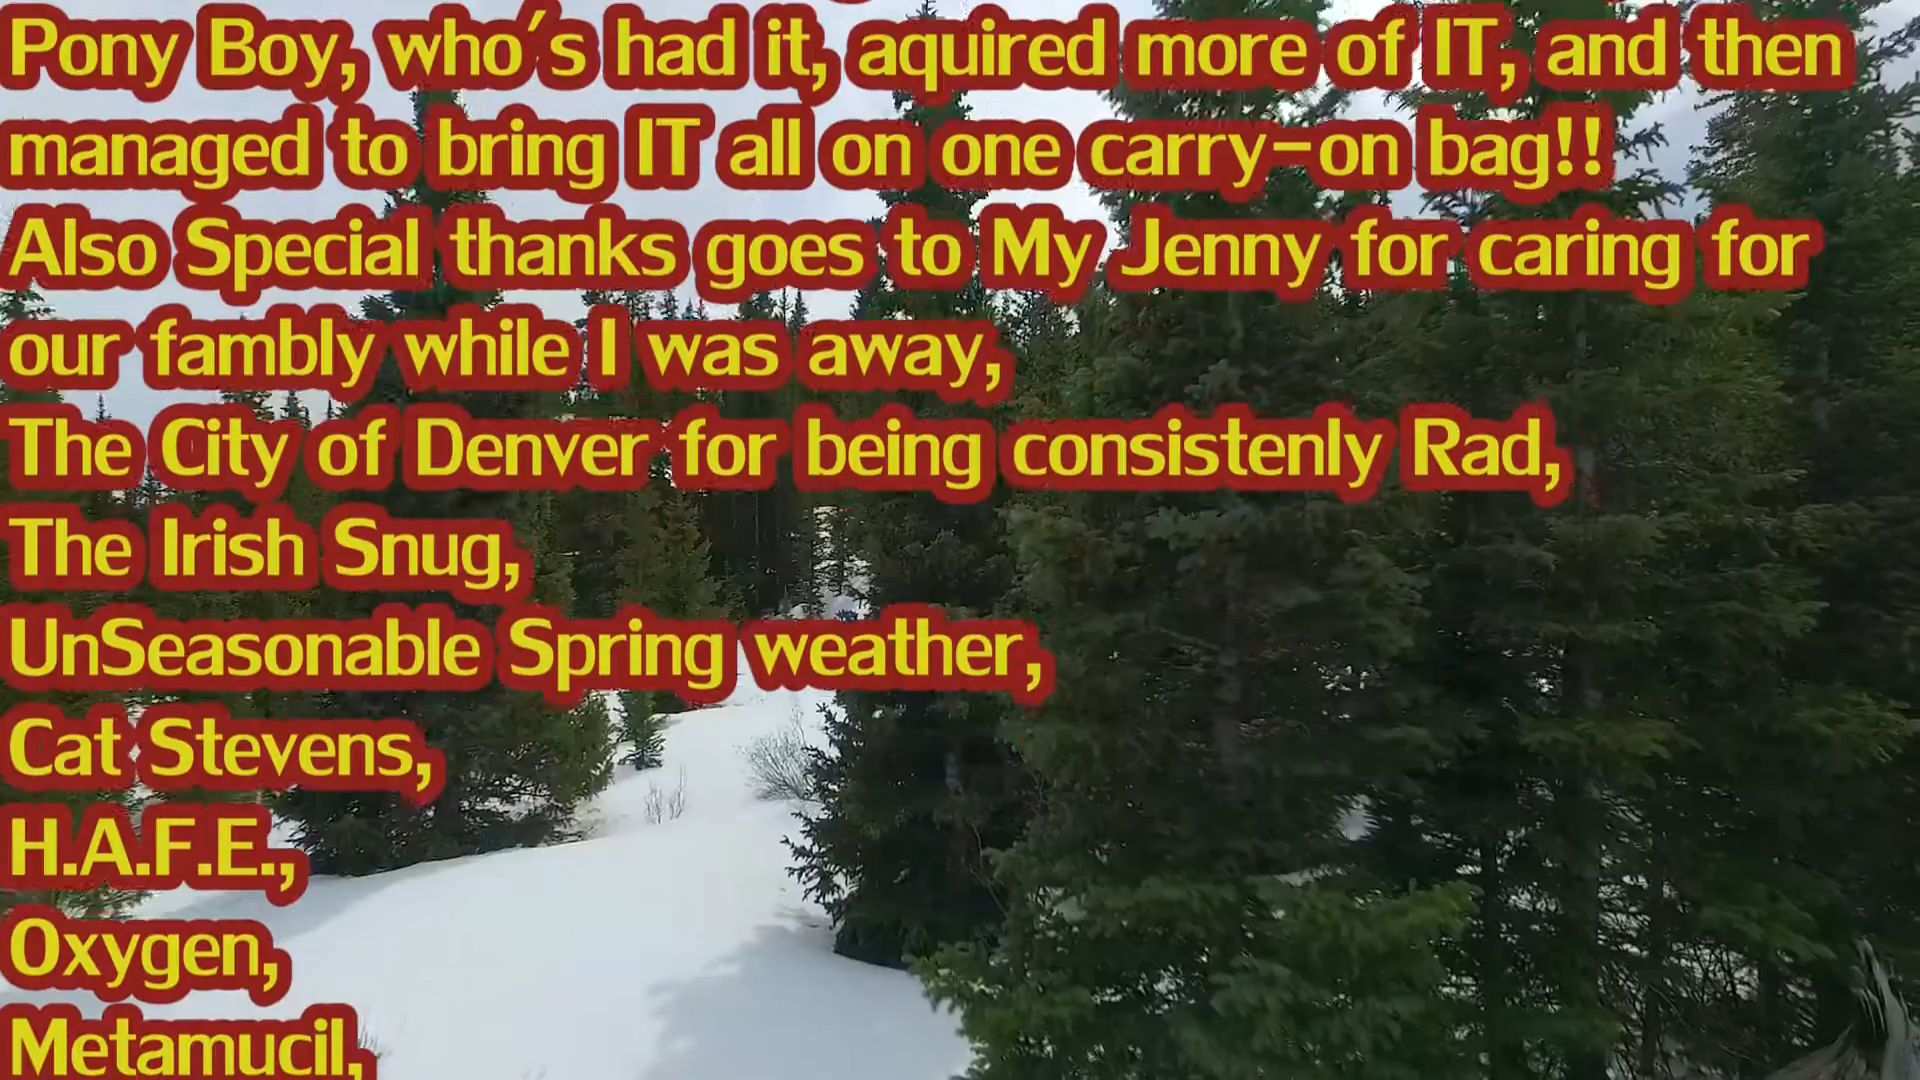 Pony Boy, who's had it, aquired more of IT, and then
managed to bring IT all on one carry-on bag!!
Also Special thanks goes to My Jenny for caring for
our fambly while I was away,
The City of Denver for being consistenly Rad,
The Irish Snug,
UnSeasonable Spring weather,
Cat Stevens,
H.A.F.E.,
Oxygen,
Metamucil,